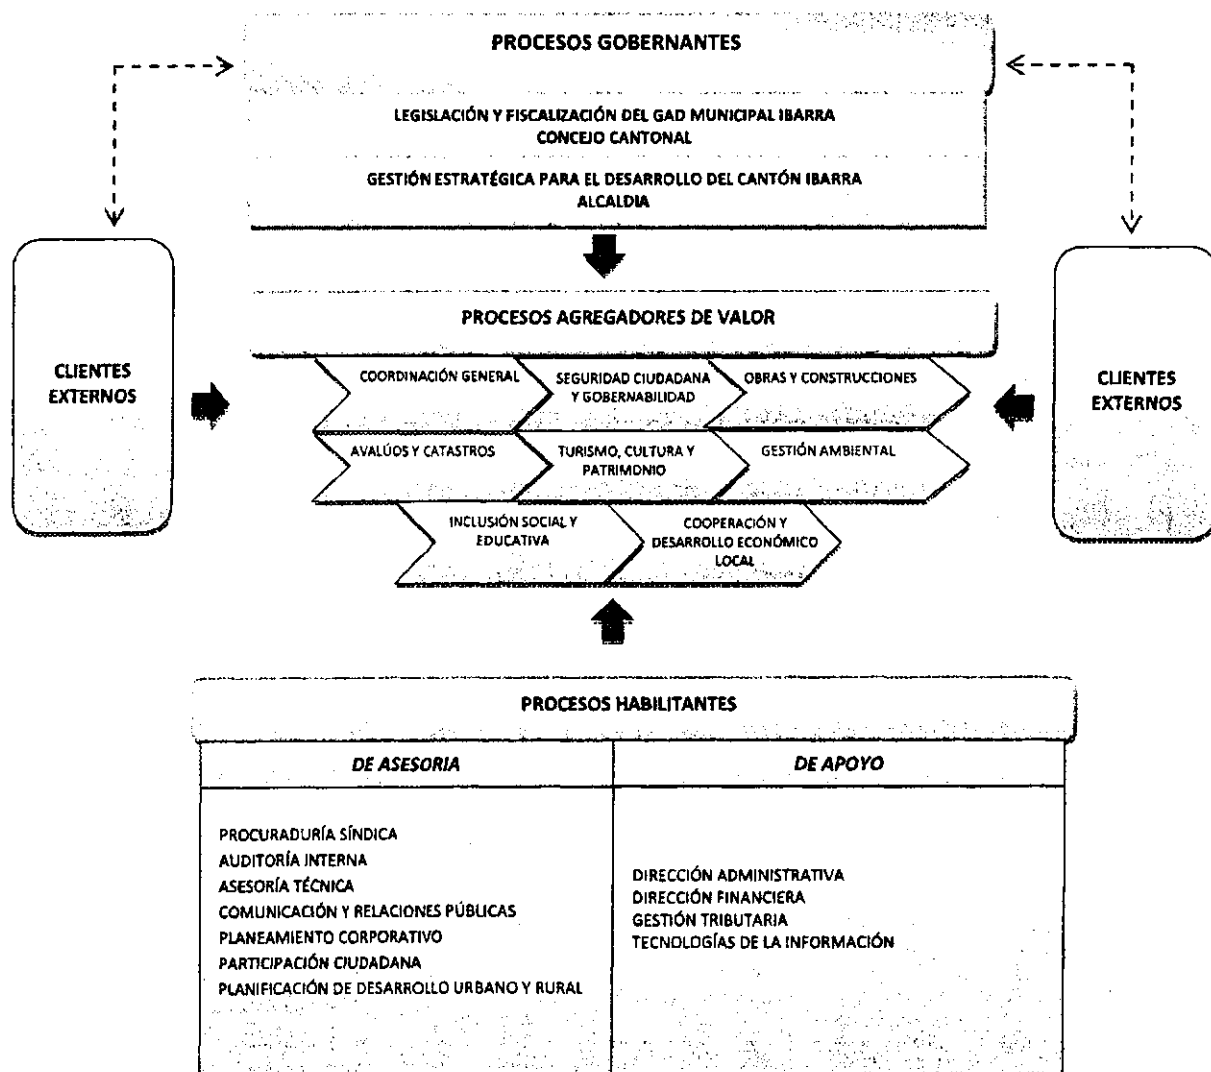 PROCESOS GOBERNANTES
LEGISLACIÓN Y FISCALIZACIÓN DEL GAD MUNICIPAL IBARRA
CONCEJO CANTONAL
GESTIÓN ESTRATÉGICA PARA EL DESARROLLO DEL CANTÓN IBARRA
ALCALDIA
CLIENTES
EXTERNOS
PROCESOS AGREGADORES DE VALOR
COORDINACIÓN GENERAL
SEGURIDAD CIUDADANA
Y GOBERNABILIDAD
OBRAS Y CONSTRUCCIONES
AVALÚOS Y CATASTROS
TURISMO, CULTURA Y
PATRIMONIO
GESTIÓN AMBIENTAL
INCLUSIÓN SOCIAL Y
EDUCATIVA
COOPERACIÓN Y
DESARROLLO ECONÓMICO
LOCAL
CLIENTES
EXTERNOS
PROCESOS HABILITANTES
DE ASESORIA
PROCURADURÍA SÍNDICA
AUDITORÍA INTERNA
ASESORÍA TÉCNICA
COMUNICACIÓN Y RELACIONES PÚBLICAS
PLANEAMIENTO CORPORATIVO
PARTICIPACIÓN CIUDADANA
PLANIFICACIÓN DE DESARROLLO URBANO Y RURAL
DE APOYO
DIRECCIÓN ADMINISTRATIVA
DIRECCIÓN FINANCIERA
GESTIÓN TRIBUTARIA
TECNOLOGÍAS DE LA INFORMACIÓN